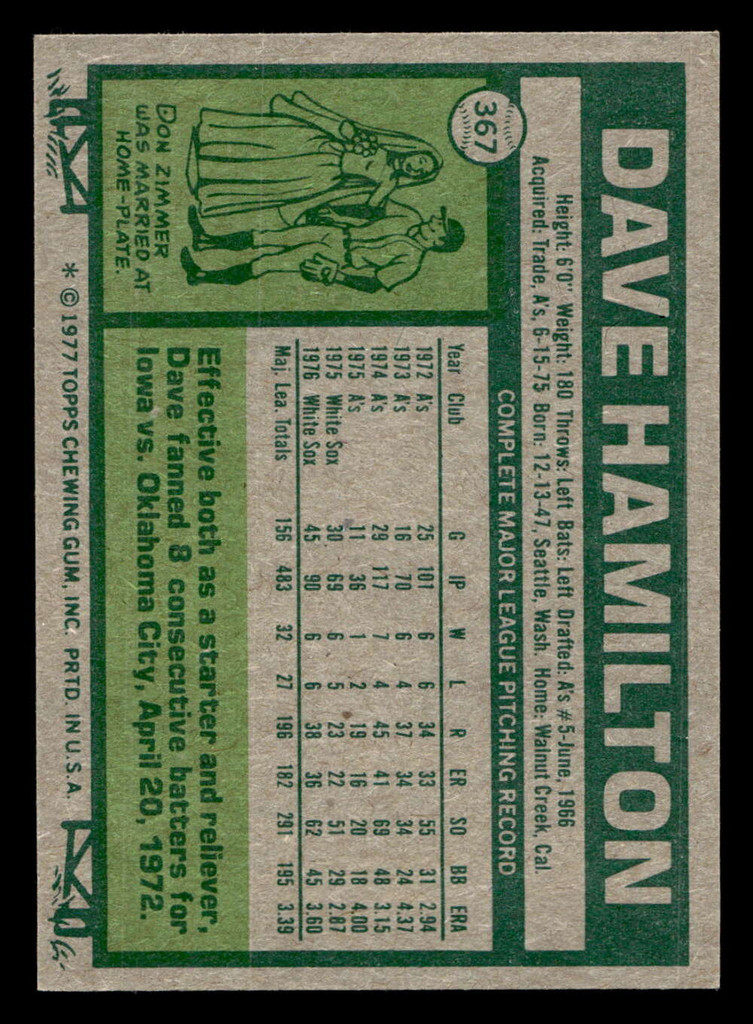 DAVE HAMILTON
Height: 6'0" Weight: 180 Throws: Left Bats: Left Drafted: A's #5-June, 1966
Acquired: Trade, A's, 6-15-75 Born: 12-13-47, Seattle, Wash. Home: Walnut Creek, Cal.
367
COMPLETE MAJOR LEAGUE PITCHING RECORD
Year Club G IP W L R ER SO BB ERA
1972 A's 25 101 6 6 34 33 55 31 2.94
1973 A's 16 70 6 4 37 34 34 24 4.37
1974 A's 29 117 7 4 45 41 69 48 3.15
1975 A's 11 36 1 2 19 16 20 18 4.00
1975 White Sox 30 69 6 5 23 22 51 29 2.87
1976 White Sox 45 90 6 6 38 36 62 45 3.60
Maj. Lea. Totals 156 483 32 27 196 182 291 195 3.39
DON ZIMMER
WAS MARRIED AT
HOME-PLATE.
Effective both as a starter and reliever,
Dave fanned 8 consecutive batters for
Iowa vs. Oklahoma City, April 20, 1972.
* © 1977 TOPPS CHEWING GUM, INC. PRTD. IN U.S.A.